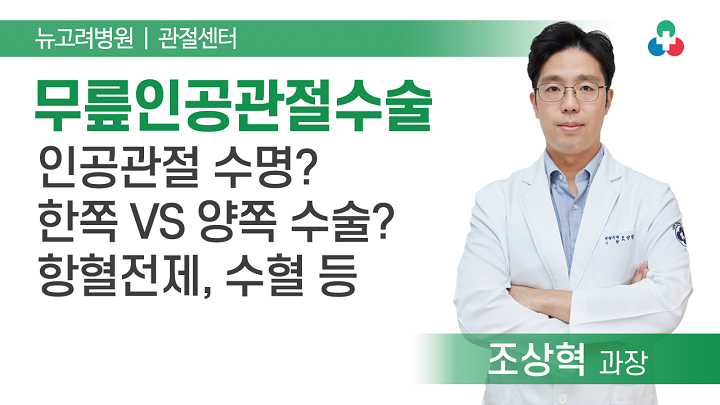 뉴고려병원 | 관절센터
무릎인공관절수술
인공관절 수명?
한쪽 VS 양쪽 수술?
항혈전제, 수혈 등
조상혁 과장